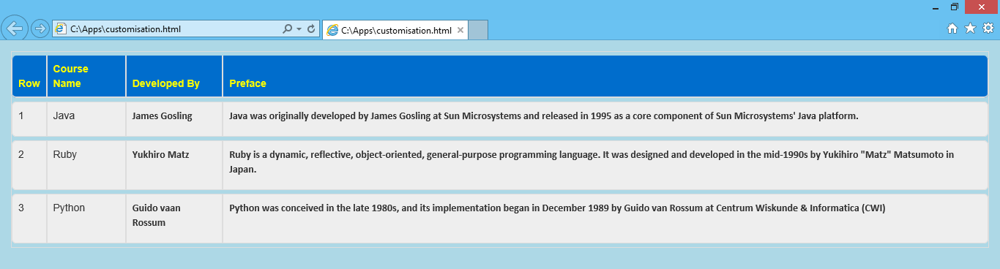 C:\Apps\customisation.html
C:\Apps\customisation.html
Course
Row Name Developed By Preface
1 Java James Gosling Java was originally developed by James Gosling at Sun Microsystems and released in 1995 as a core component of Sun Microsystems' Java platform.
2 Ruby Yukhiro Matz Ruby is a dynamic, reflective, object-oriented, general-purpose programming language. It was designed and developed in the mid-1990s by Yukihiro "Matz" Matsumoto in
Japan.
3 Python Guido vaan Python was conceived in the late 1980s, and its implementation began in December 1989 by Guido van Rossum at Centrum Wiskunde & Informatica (CWI)
Rossum